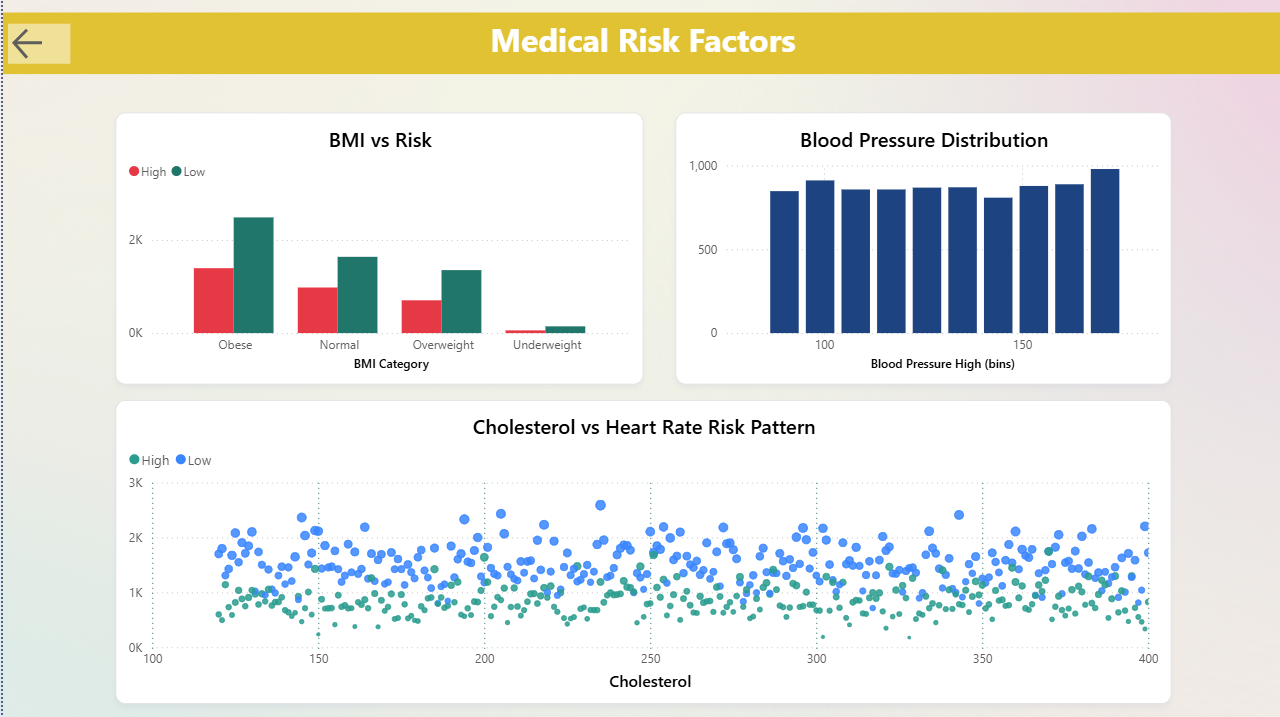 Medical Risk Factors
BMI vs Risk
High Low
2K
0K
Obese Normal Overweight Underweight
BMI Category
Blood Pressure Distribution
1,000
500
0
100 150
Blood Pressure High (bins)
Cholesterol vs Heart Rate Risk Pattern
High Low
3K
2K
1K
0K
100 150 200 250 300 350 400
Cholesterol